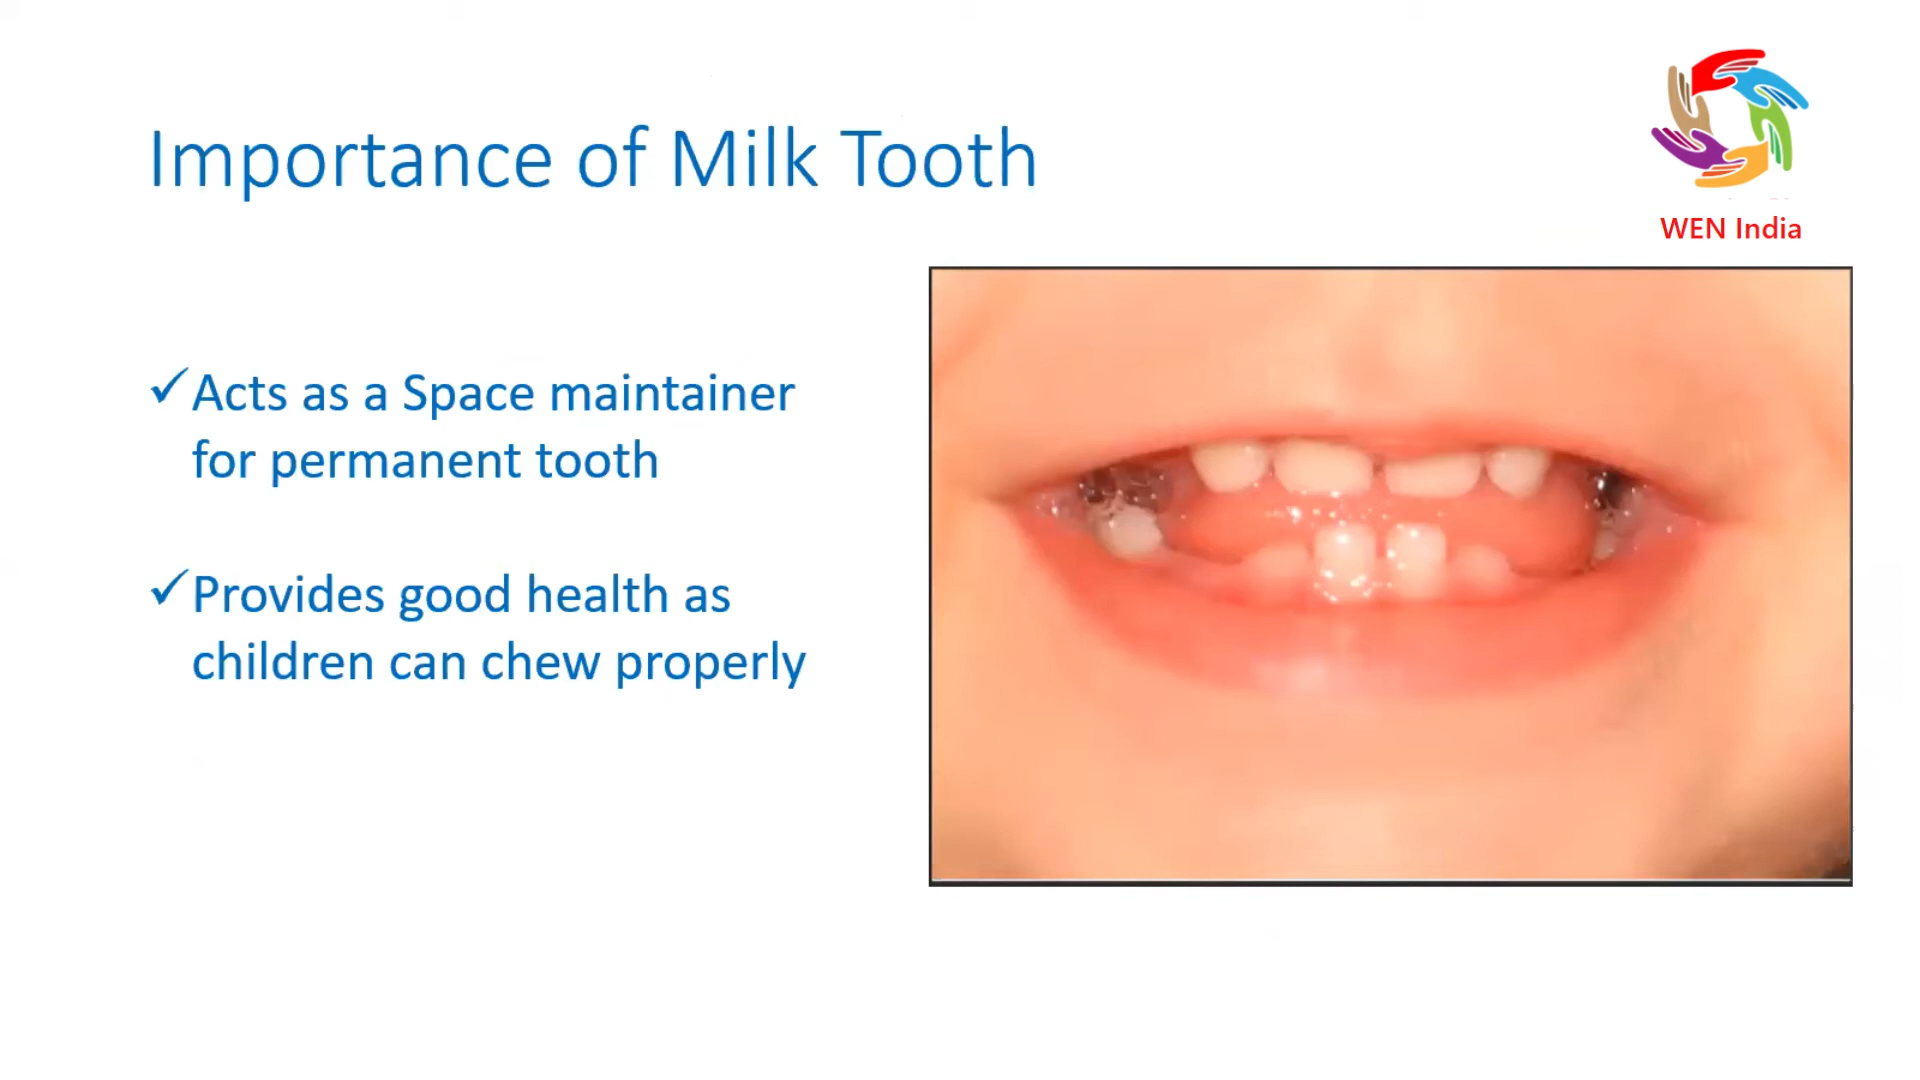 Importance of Milk Tooth
WEN India
✓Acts as a Space maintainer
for permanent tooth
✓Provides good health as
children can chew properly